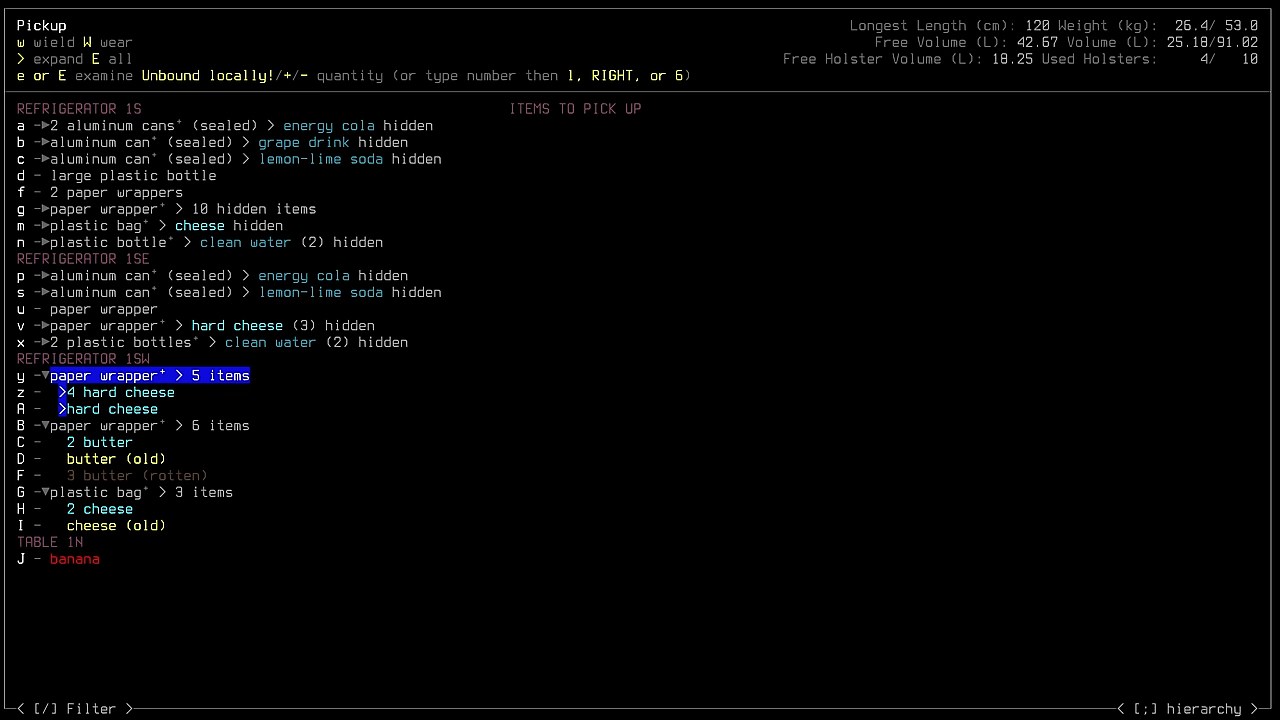 Pickup
Longest Length (cm): 120 Weight (kg): 26.4/ 53.0
w wield W wear
Free Volume (L): 42.67 Volume (L): 25.18/91.02
> expand E all
Free Holster Volume (L): 18.25 Used Holsters: 4/ 10
e or E examine Unbound locally!/+/- quantity (or type number then l, RIGHT, or 6)
REFRIGERATOR 1S
ITEMS TO PICK UP
a -▶2 aluminum cans⁺ (sealed) > energy cola hidden
b -▶aluminum can⁺ (sealed) > grape drink hidden
c -▶aluminum can⁺ (sealed) > lemon-lime soda hidden
d - large plastic bottle
f - 2 paper wrappers
g -▶paper wrapper⁺ > 10 hidden items
m -▶plastic bag⁺ > cheese hidden
n -▶plastic bottle⁺ > clean water (2) hidden
REFRIGERATOR 1SE
p -▶aluminum can⁺ (sealed) > energy cola hidden
s -▶aluminum can⁺ (sealed) > lemon-lime soda hidden
u - paper wrapper
v -▶paper wrapper⁺ > hard cheese (3) hidden
x -▶2 plastic bottles⁺ > clean water (2) hidden
REFRIGERATOR 1SW
y -▼paper wrapper⁺ > 5 items
z - >4 hard cheese
A - >hard cheese
B -▼paper wrapper⁺ > 6 items
C - 2 butter
D - butter (old)
F - 3 butter (rotten)
G -▼plastic bag⁺ > 3 items
H - 2 cheese
I - cheese (old)
TABLE 1N
J - banana
< [/] Filter >
< [;] hierarchy >